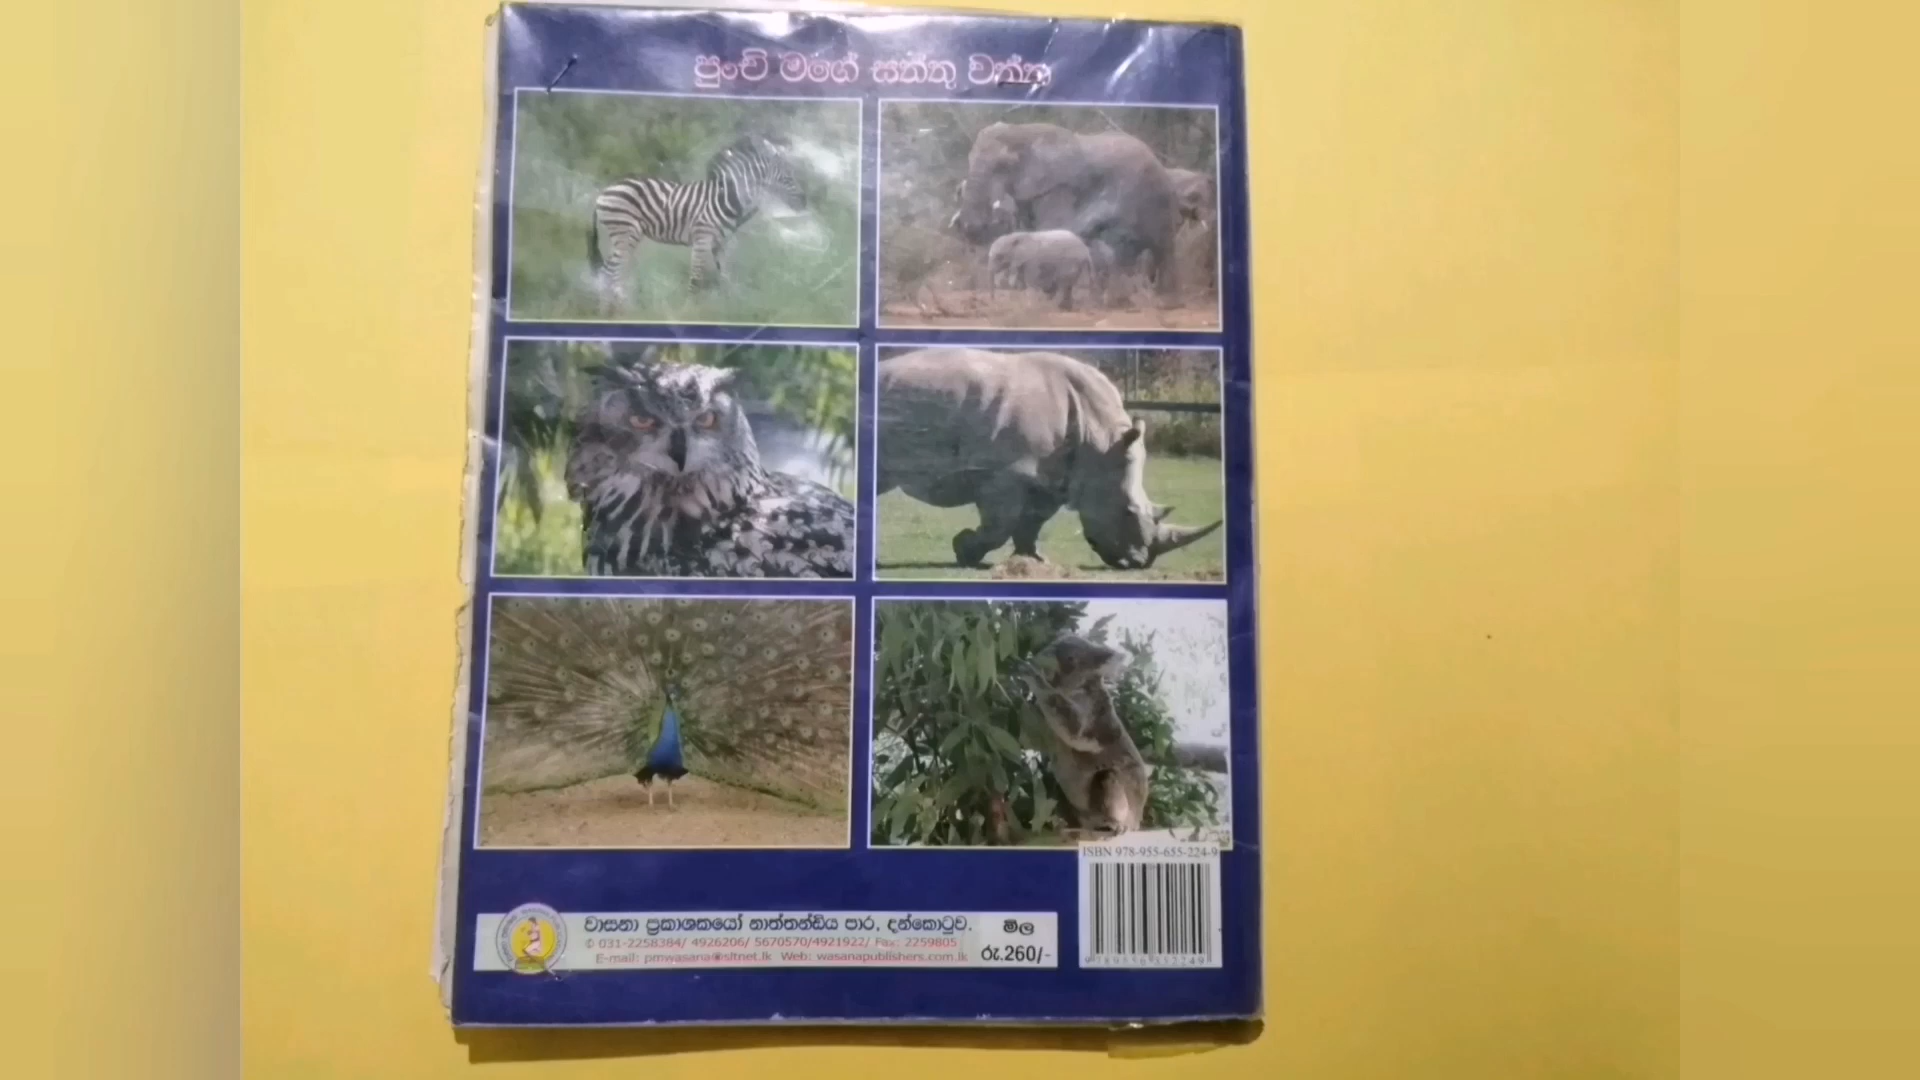 පුංචි මගේ සත්තු වත්ත
ISBN 978-955-655-224-9
වාසනා ප්‍රකාශකයෝ නාත්තන්ඩිය පාර, දන්කොටුව.
✆ 031-2258384/ 4926206/ 5670570/4921922/ Fax: 2259805
E-mail: pmwasana@sltnet.lk Web: wasanapublishers.com.lk
මිල
රු.260/-
9789556552249